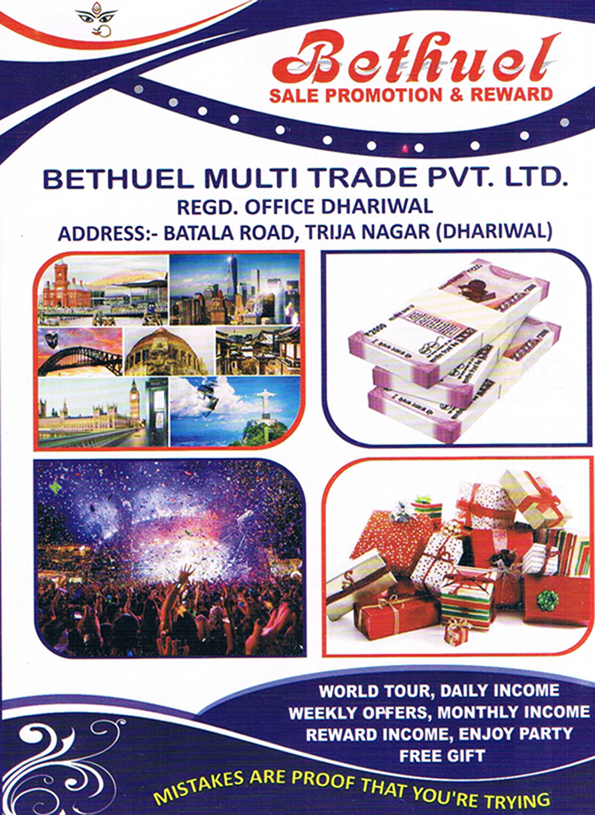 Bethuel
SALE PROMOTION & REWARD
BETHUEL MULTI TRADE PVT. LTD.
REGD. OFFICE DHARIWAL
ADDRESS:- BATALA ROAD, TRIJA NAGAR (DHARIWAL)
WORLD TOUR, DAILY INCOME
WEEKLY OFFERS, MONTHLY INCOME
REWARD INCOME, ENJOY PARTY
FREE GIFT
MISTAKES ARE PROOF THAT YOU'RE TRYING